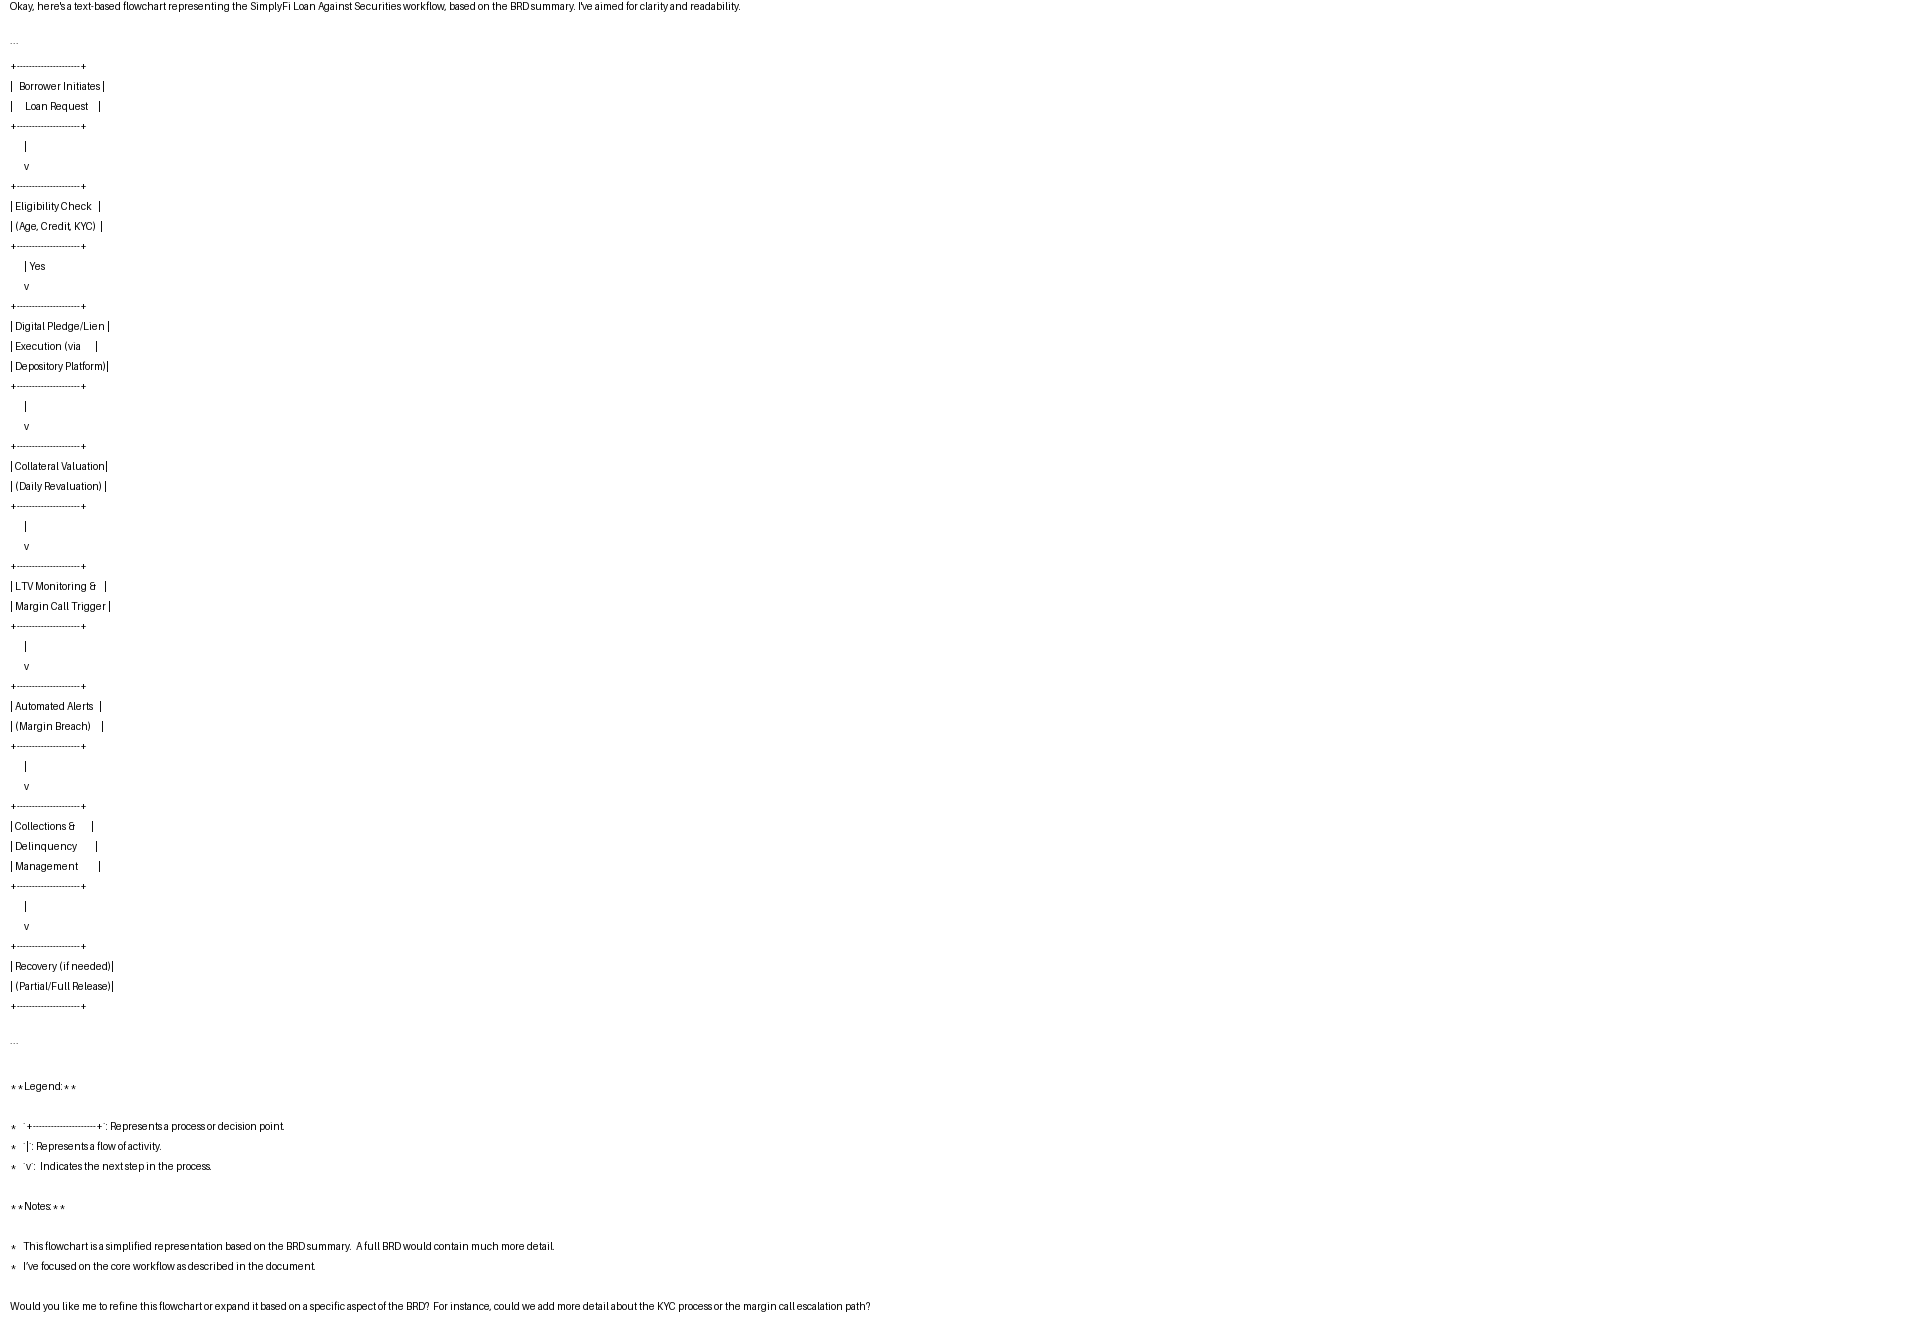 Okay, here's a text-based flowchart representing the SimplyFi Loan Against Securities workflow, based on the BRD summary. I've aimed for clarity and readability.
```
+---------------------+
|  Borrower Initiates |
|    Loan Request    |
+---------------------+
|
v
+---------------------+
| Eligibility Check   |
| (Age, Credit, KYC)  |
+---------------------+
| Yes
v
+---------------------+
| Digital Pledge/Lien |
| Execution (via      |
| Depository Platform)|
+---------------------+
|
v
+---------------------+
| Collateral Valuation|
| (Daily Revaluation) |
+---------------------+
|
v
+---------------------+
| LTV Monitoring &   |
| Margin Call Trigger |
+---------------------+
|
v
+---------------------+
| Automated Alerts   |
| (Margin Breach)     |
+---------------------+
|
v
+---------------------+
| Collections &       |
| Delinquency        |
| Management         |
+---------------------+
|
v
+---------------------+
| Recovery (if needed)|
| (Partial/Full Release)|
+---------------------+
```
**Legend:**
*   `+---------------------+`: Represents a process or decision point.
*   `|`: Represents a flow of activity.
*   `v`:  Indicates the next step in the process.
**Notes:**
*   This flowchart is a simplified representation based on the BRD summary.  A full BRD would contain much more detail.
*   I've focused on the core workflow as described in the document.
Would you like me to refine this flowchart or expand it based on a specific aspect of the BRD?  For instance, could we add more detail about the KYC process or the margin call escalation path?